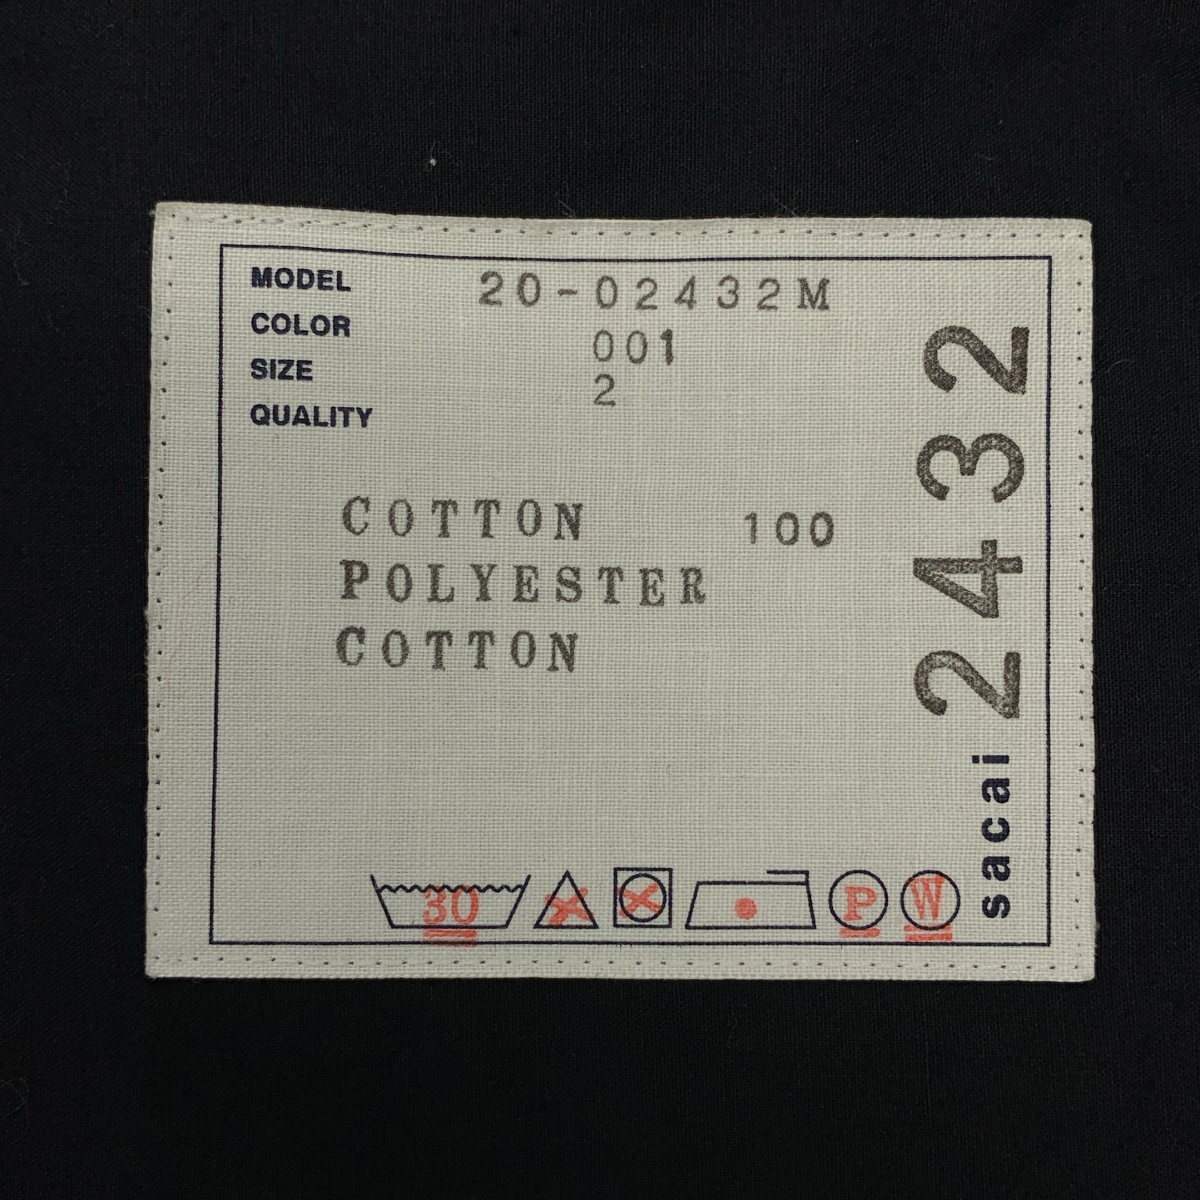 MODEL 20-02432M
COLOR 001
SIZE 2
QUALITY
COTTON 100
POLYESTER
COTTON
30
P
W
sacai 2432